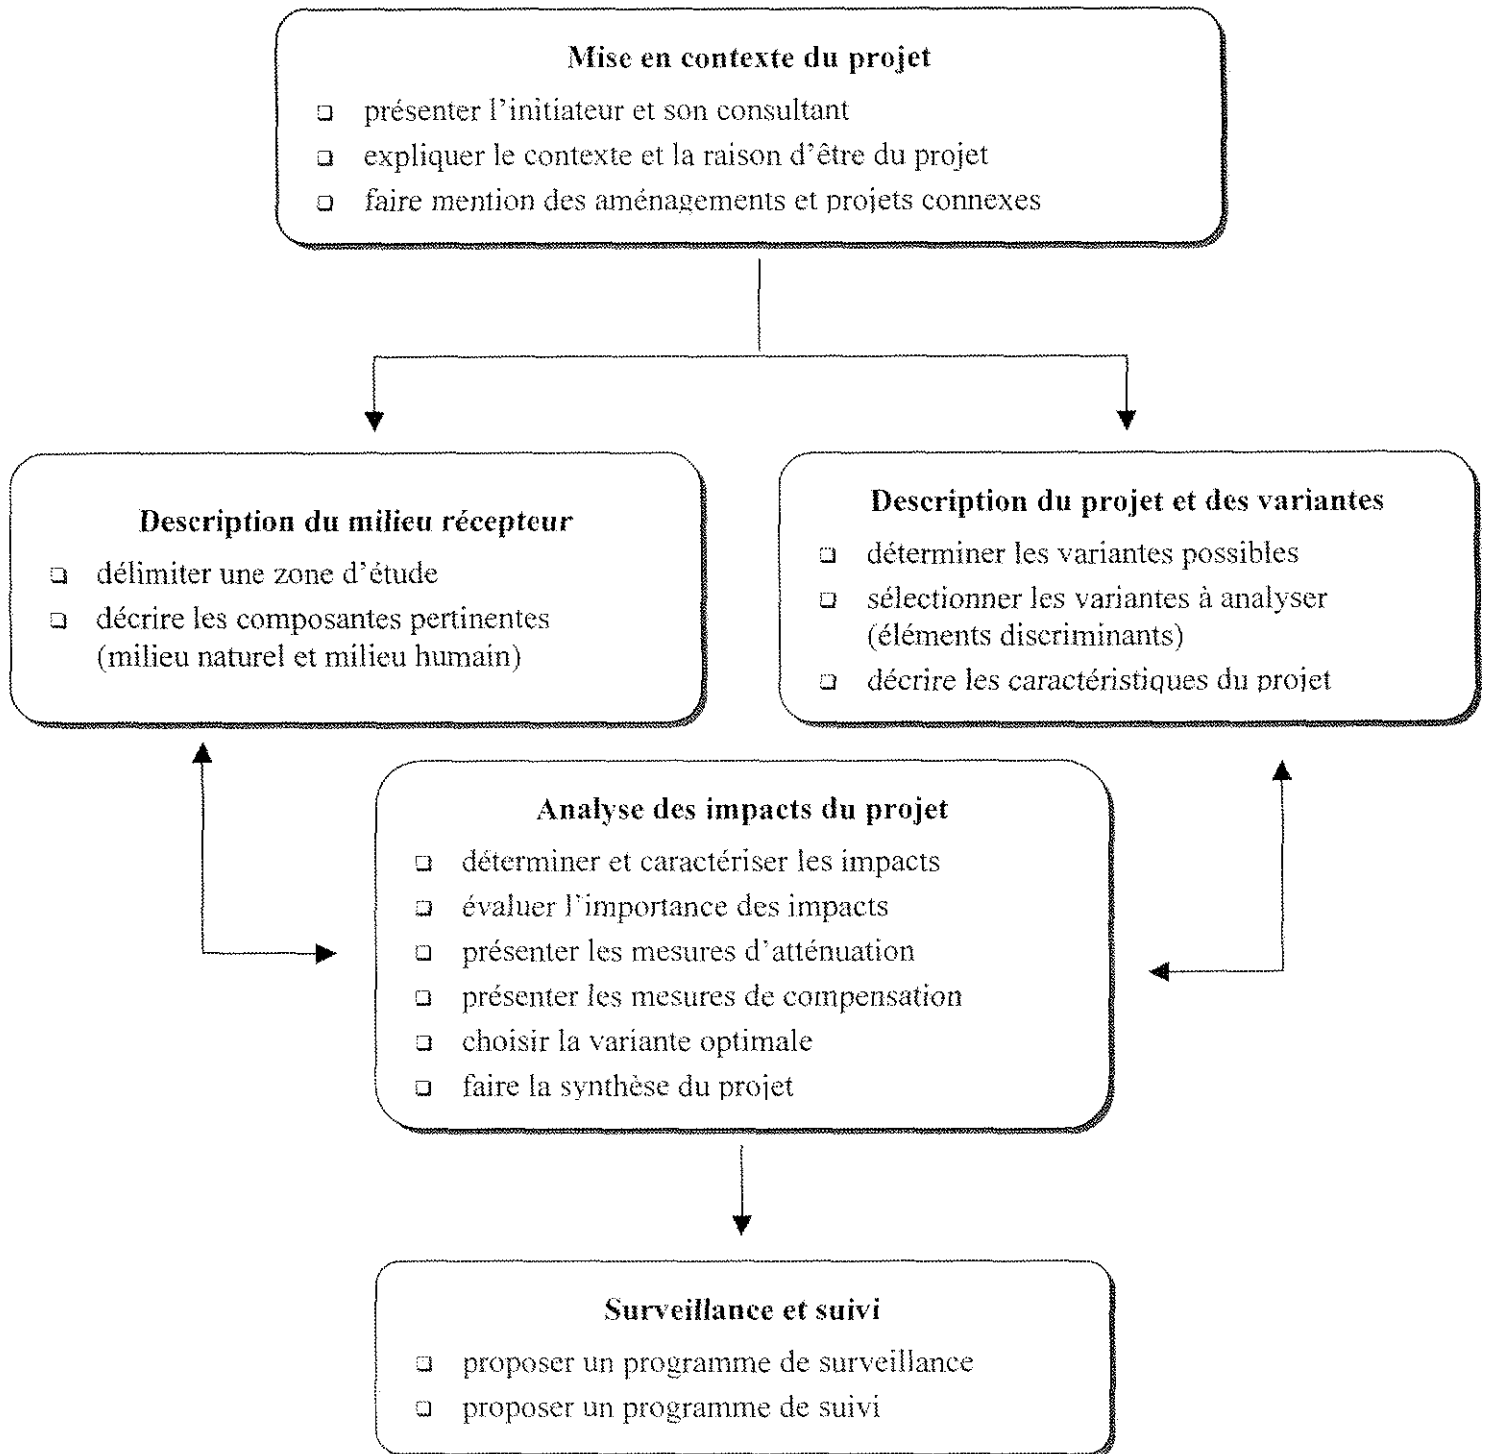 Mise en contexte du projet
❑ présenter l'initiateur et son consultant
❑ expliquer le contexte et la raison d'être du projet
❑ faire mention des aménagements et projets connexes
Description du milieu récepteur
❑ délimiter une zone d'étude
❑ décrire les composantes pertinentes
(milieu naturel et milieu humain)
Description du projet et des variantes
❑ déterminer les variantes possibles
❑ sélectionner les variantes à analyser
(éléments discriminants)
❑ décrire les caractéristiques du projet
Analyse des impacts du projet
❑ déterminer et caractériser les impacts
❑ évaluer l'importance des impacts
❑ présenter les mesures d'atténuation
❑ présenter les mesures de compensation
❑ choisir la variante optimale
❑ faire la synthèse du projet
Surveillance et suivi
❑ proposer un programme de surveillance
❑ proposer un programme de suivi